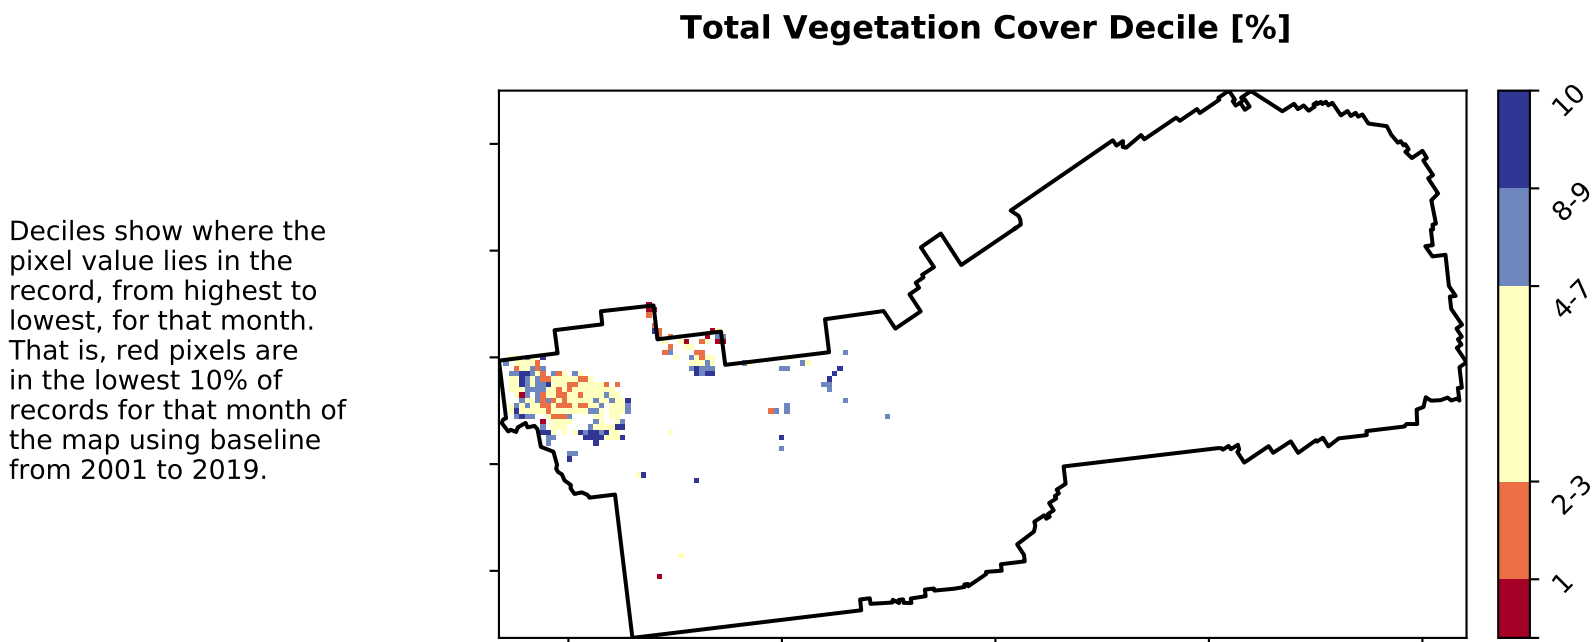 Total Vegetation Cover Decile [%]
Deciles show where the
pixel value lies in the
record, from highest to
lowest, for that month.
That is, red pixels are
in the lowest 10% of
records for that month of
the map using baseline
from 2001 to 2019.
10
8-9
4-7
2-3
1